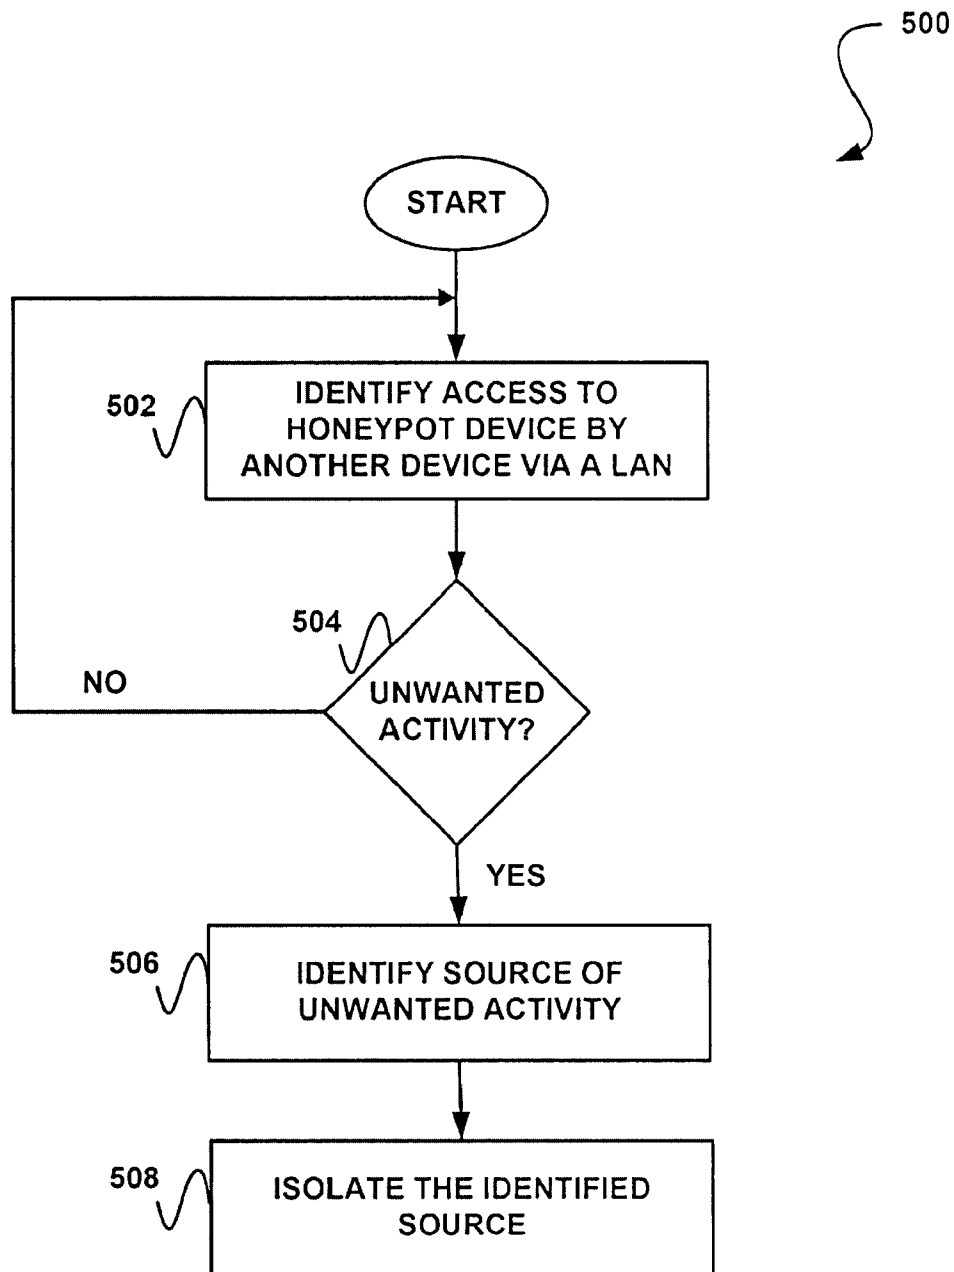 500
START
502
IDENTIFY ACCESS TO
HONEYPOT DEVICE BY
ANOTHER DEVICE VIA A LAN
504
UNWANTED
ACTIVITY?
NO
YES
506
IDENTIFY SOURCE OF
UNWANTED ACTIVITY
508
ISOLATE THE IDENTIFIED
SOURCE